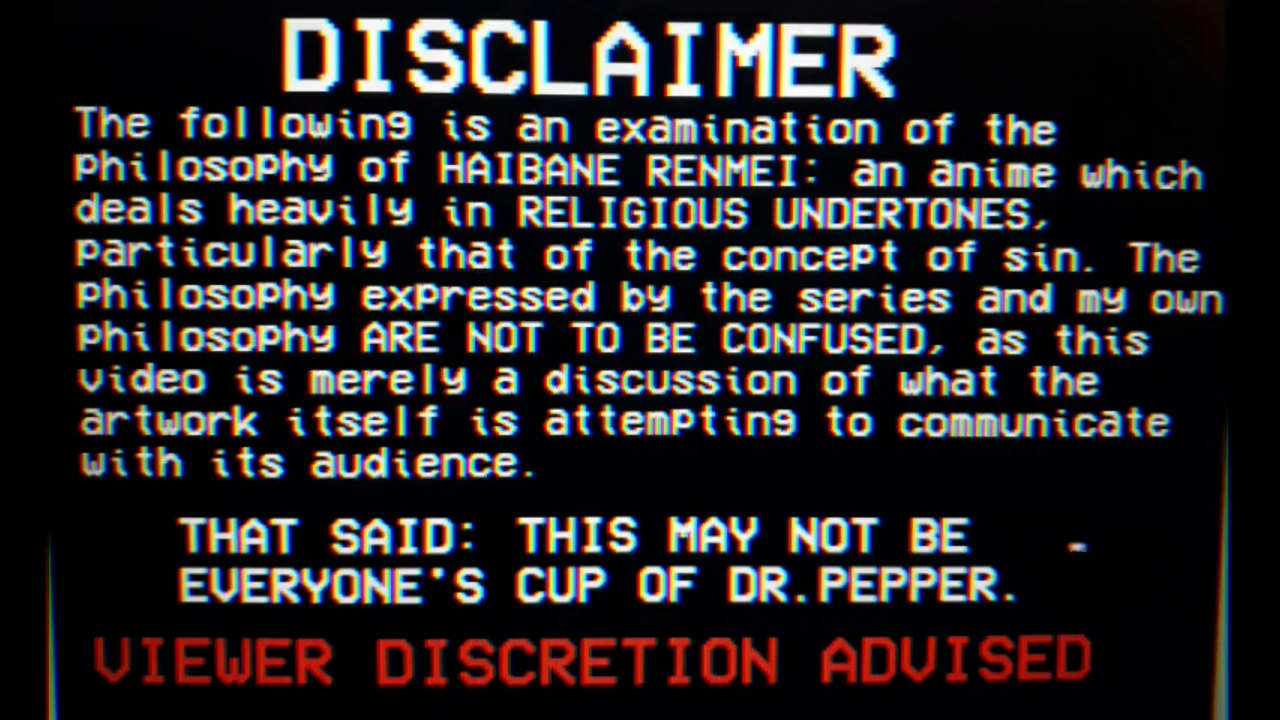 DISCLAIMER
The following is an examination of the
philosophy of HAIBANE RENMEI: an anime which
deals heavily in RELIGIOUS UNDERTONES,
particularly that of the concept of sin. The
philosophy expressed by the series and my own
philosophy ARE NOT TO BE CONFUSED, as this
video is merely a discussion of what the
artwork itself is attempting to communicate
with its audience.
THAT SAID: THIS MAY NOT BE
EVERYONE'S CUP OF DR.PEPPER.
VIEWER DISCRETION ADVISED